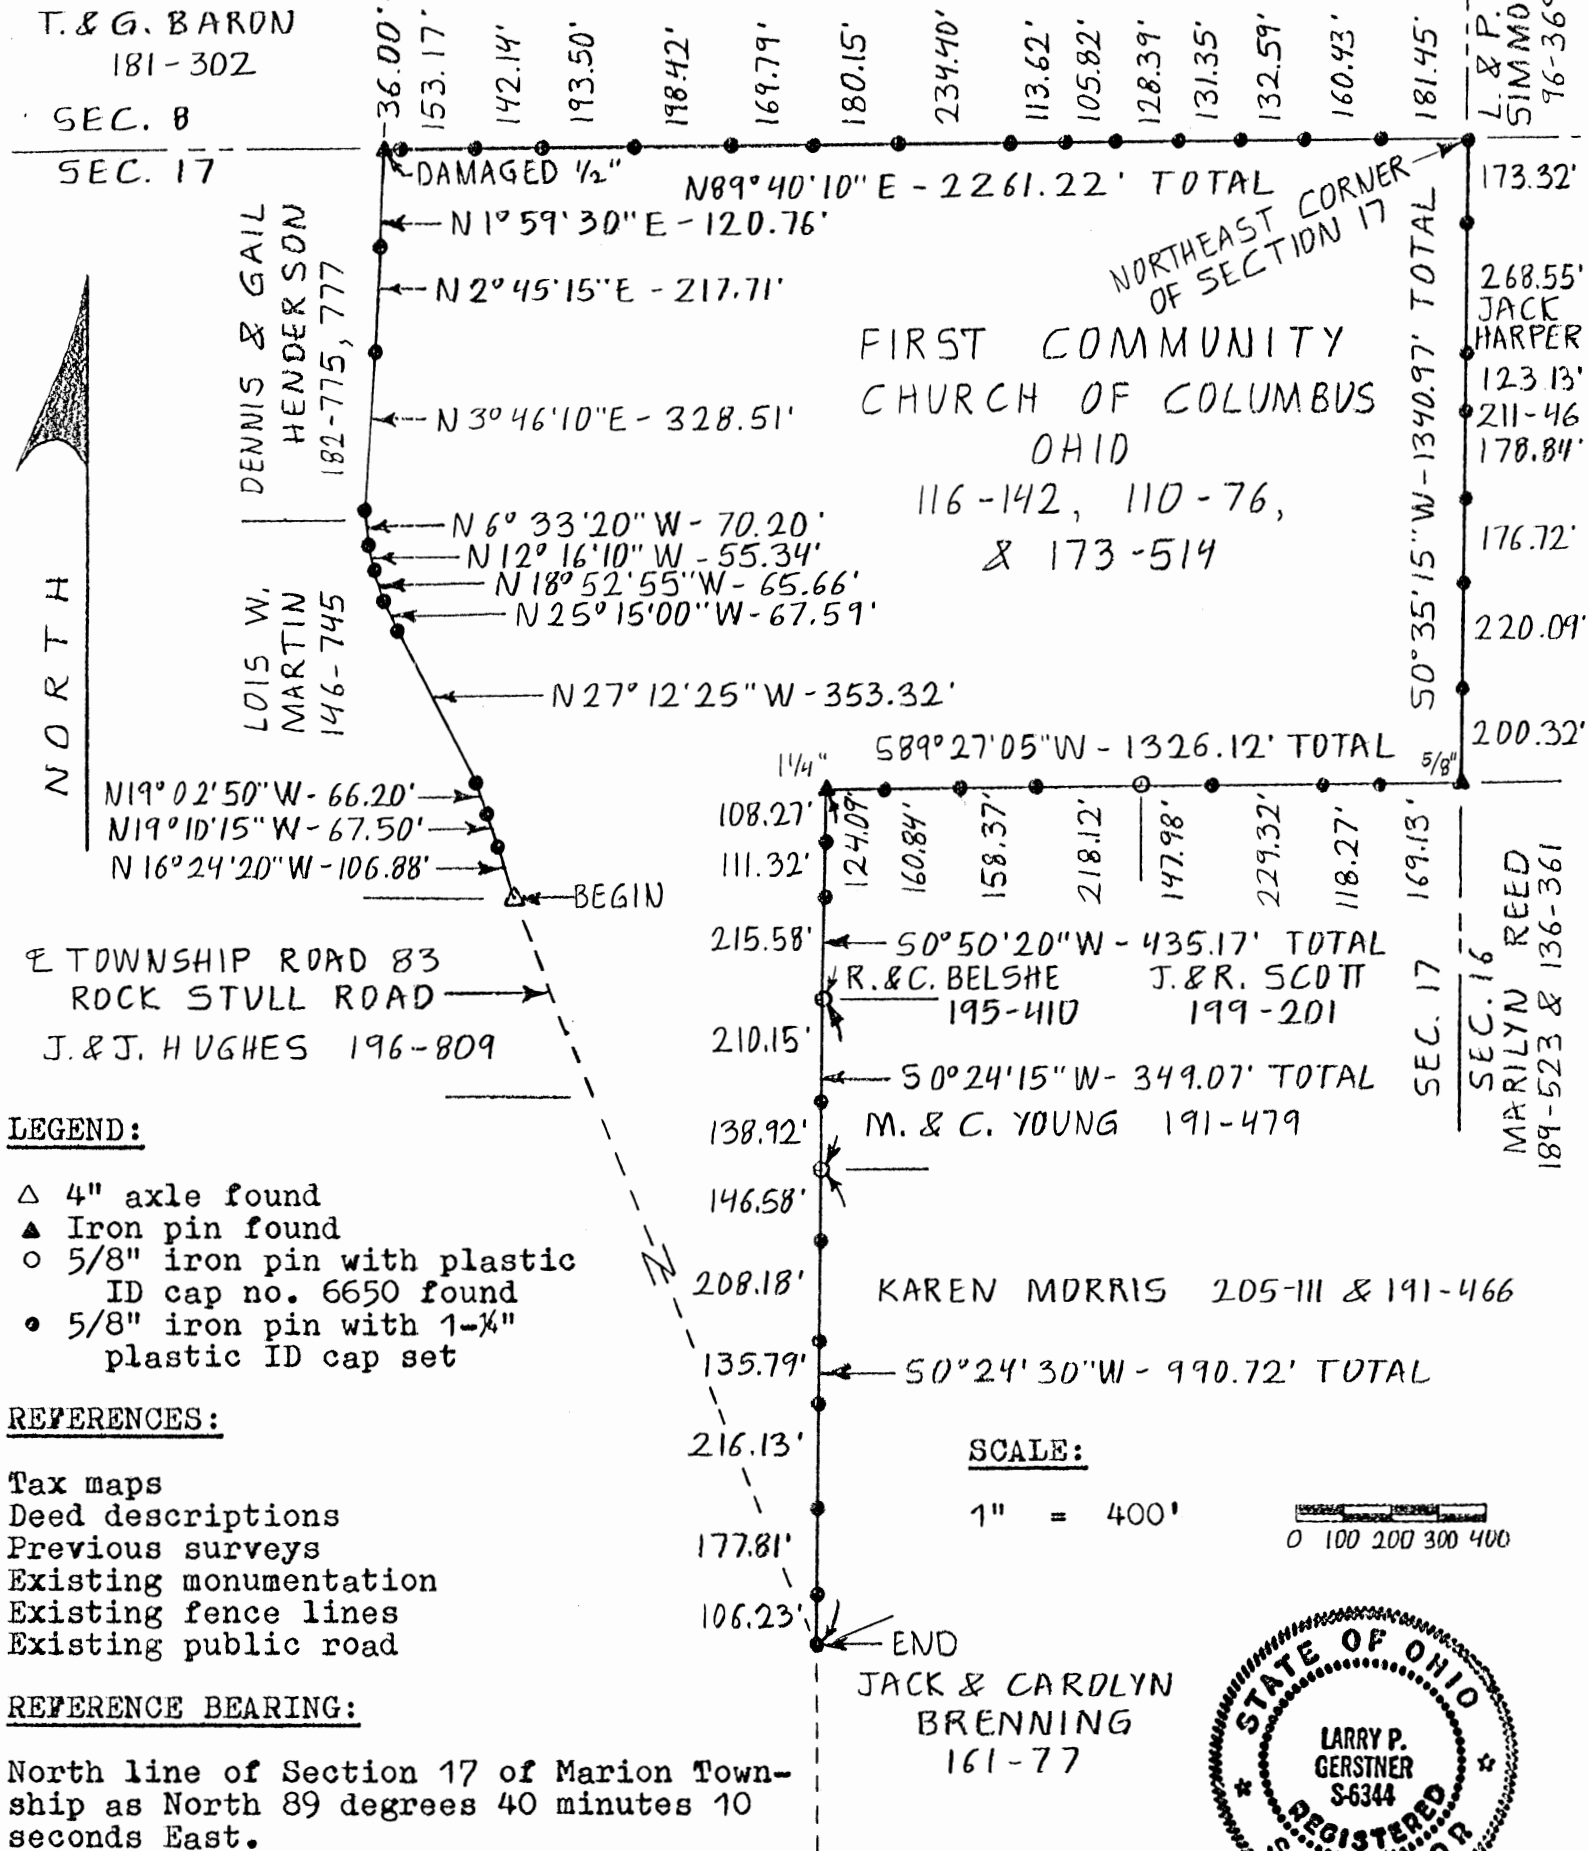 T. & G. BARON
181-302
SEC. 8
SEC. 17
36.00'
153.17'
142.14'
193.50'
198.42'
169.79'
180.15'
234.40'
113.62'
105.82'
128.39'
131.35'
132.59'
160.43'
181.45'
L. & P.
96-369
DAMAGED 1/2"
N89°40'10"E - 2261.22' TOTAL
NORTHEAST CORNER
OF SECTION 17
N1°59'30"E - 120.76'
N2°45'15"E - 217.71'
N3°46'10"E - 328.51'
N6°33'20"W - 70.20'
N12°16'10"W - 55.34'
N18°52'55"W - 65.66'
N25°15'00"W - 67.59'
N27°12'25"W - 353.32'
N19°02'50"W - 66.20'
N19°10'15"W - 67.50'
N16°24'20"W - 106.88'
BEGIN
DENNIS & GAIL
HENDERSON
182-775, 777
LOIS W.
MARTIN
146-745
NORTH
FIRST COMMUNITY
CHURCH OF COLUMBUS
OHIO
116-142, 110-76,
& 173-514
S0°35'15"W - 1340.97' TOTAL
173.32'
268.55'
JACK
HARPER
123.13'
211-46
178.84'
176.72'
220.09'
200.32'
S89°27'05"W - 1326.12' TOTAL
1 1/4"
5/8"
124.09'
160.84'
158.37'
218.12'
147.98'
229.32'
118.27'
169.13'
108.27'
111.32'
215.58'
210.15'
138.92'
146.58'
208.18'
135.79'
216.13'
177.81'
106.23'
S0°50'20"W - 435.17' TOTAL
R. & C. BELSHE
195-410
J. & R. SCOTT
199-201
S0°24'15"W - 349.07' TOTAL
M. & C. YOUNG 191-479
SEC. 17
SEC. 16
MARILYN REED
189-523 & 136-361
KAREN MORRIS 205-111 & 191-466
S0°24'30"W - 990.72' TOTAL
℄ TOWNSHIP ROAD 83
ROCK STULL ROAD
J. & J. HUGHES 196-809
LEGEND:
△ 4" axle found
▲ Iron pin found
○ 5/8" iron pin with plastic
ID cap no. 6650 found
● 5/8" iron pin with 1-¼"
plastic ID cap set
REFERENCES:
Tax maps
Deed descriptions
Previous surveys
Existing monumentation
Existing fence lines
Existing public road
REFERENCE BEARING:
North line of Section 17 of Marion Town-
ship as North 89 degrees 40 minutes 10
seconds East.
SCALE:
1" = 400'
0 100 200 300 400
END
JACK & CAROLYN
BRENNING
161-77
STATE OF OHIO
LARRY P.
GERSTNER
S-6344
REGISTERED